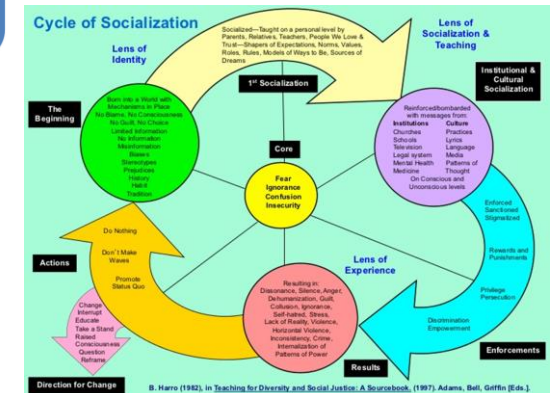 Cycle of Socialization
Lens of
Identity
Socialized—Taught on a personal level by
Parents, Relatives, Teachers, People We Love &
Trust—Shapers of Expectations, Norms, Values,
Roles, Rules, Models of Ways to Be, Sources of
Dreams
Lens of
Socialization
& Teaching
1st Socialization
Institutional &
Cultural
Socialization
The
Beginning
Born into a World with
Mechanisms in Place
No Blame, No Consciousness
No Guilt, No Choice
Limited Information
No Information
Misinformation
Biases
Stereotypes
Prejudices
History
Habit
Tradition
Reinforced/bombarded
with messages from:
Institutions Culture
Churches Practices
Schools Lyrics
Television Language
Legal system Media
Mental Health Patterns of
Medicine Thought
On Conscious and
Unconscious levels
Core
Fear
Ignorance
Confusion
Insecurity
Enforced
Sanctioned
Stigmatized
Rewards and
Punishments
Privilege
Persecution
Discrimination
Empowerment
Enforcements
Lens of
Experience
Resulting in:
Dissonance, Silence, Anger,
Dehumanization, Guilt,
Collusion, Ignorance,
Self-hatred, Stress,
Lack of Reality, Violence,
Horizontal Violence,
Inconsistency, Crime,
Internalization of
Patterns of Power
Results
Actions
Do Nothing
Don't Make
Waves
Promote
Status Quo
Change
Interrupt
Educate
Take a Stand
Raised
Consciousness
Question
Reframe
Direction for Change
B. Harro (1982), in Teaching for Diversity and Social Justice: A Sourcebook. (1997). Adams, Bell, Griffin [Eds.].